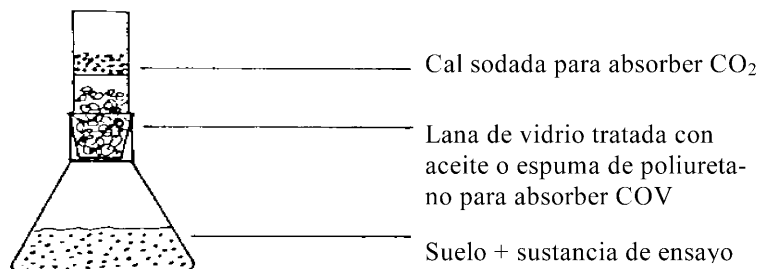 Cal sodada para absorber CO₂
Lana de vidrio tratada con
aceite o espuma de poliureta-
no para absorber COV
Suelo + sustancia de ensayo